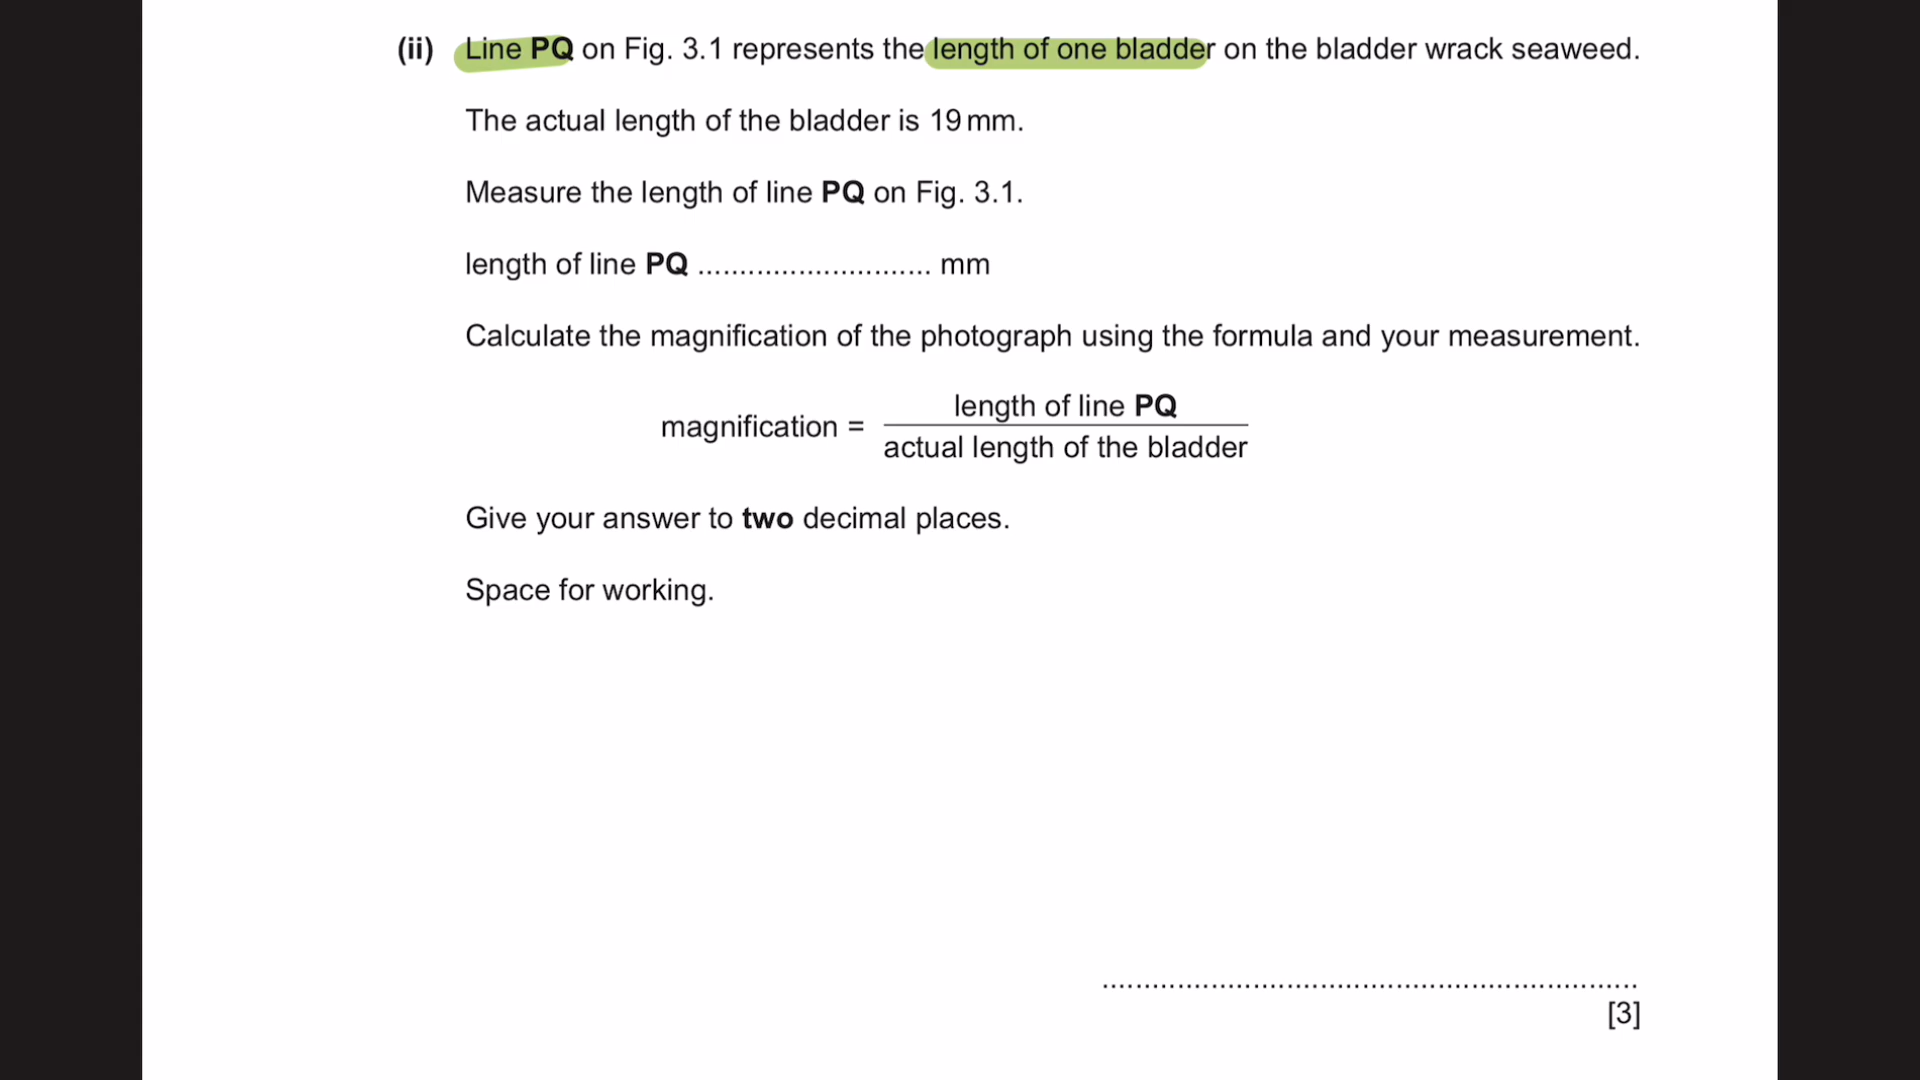 (ii) Line PQ on Fig. 3.1 represents the length of one bladder on the bladder wrack seaweed.
The actual length of the bladder is 19 mm.
Measure the length of line PQ on Fig. 3.1.
length of line PQ ............................ mm
Calculate the magnification of the photograph using the formula and your measurement.
magnification = length of line PQ
actual length of the bladder
Give your answer to two decimal places.
Space for working.
................................................................
[3]